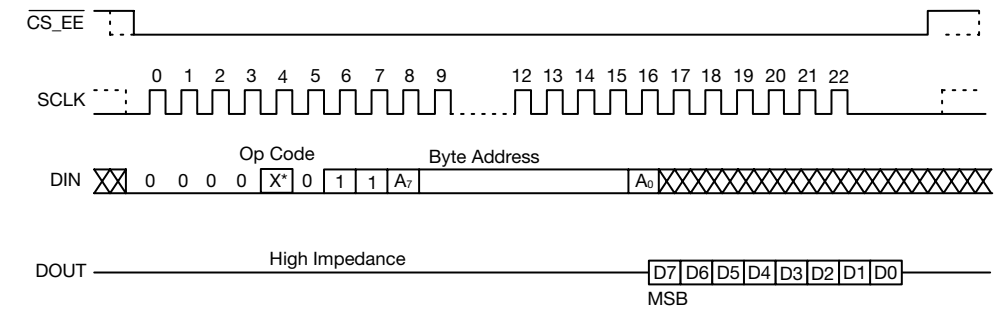 CS_EE
0 1 2 3 4 5 6 7 8 9 12 13 14 15 16 17 18 19 20 21 22
SCLK
Op Code Byte Address
DIN 0 0 0 0 X* 0 1 1 A7 A0
High Impedance
DOUT D7 D6 D5 D4 D3 D2 D1 D0
MSB